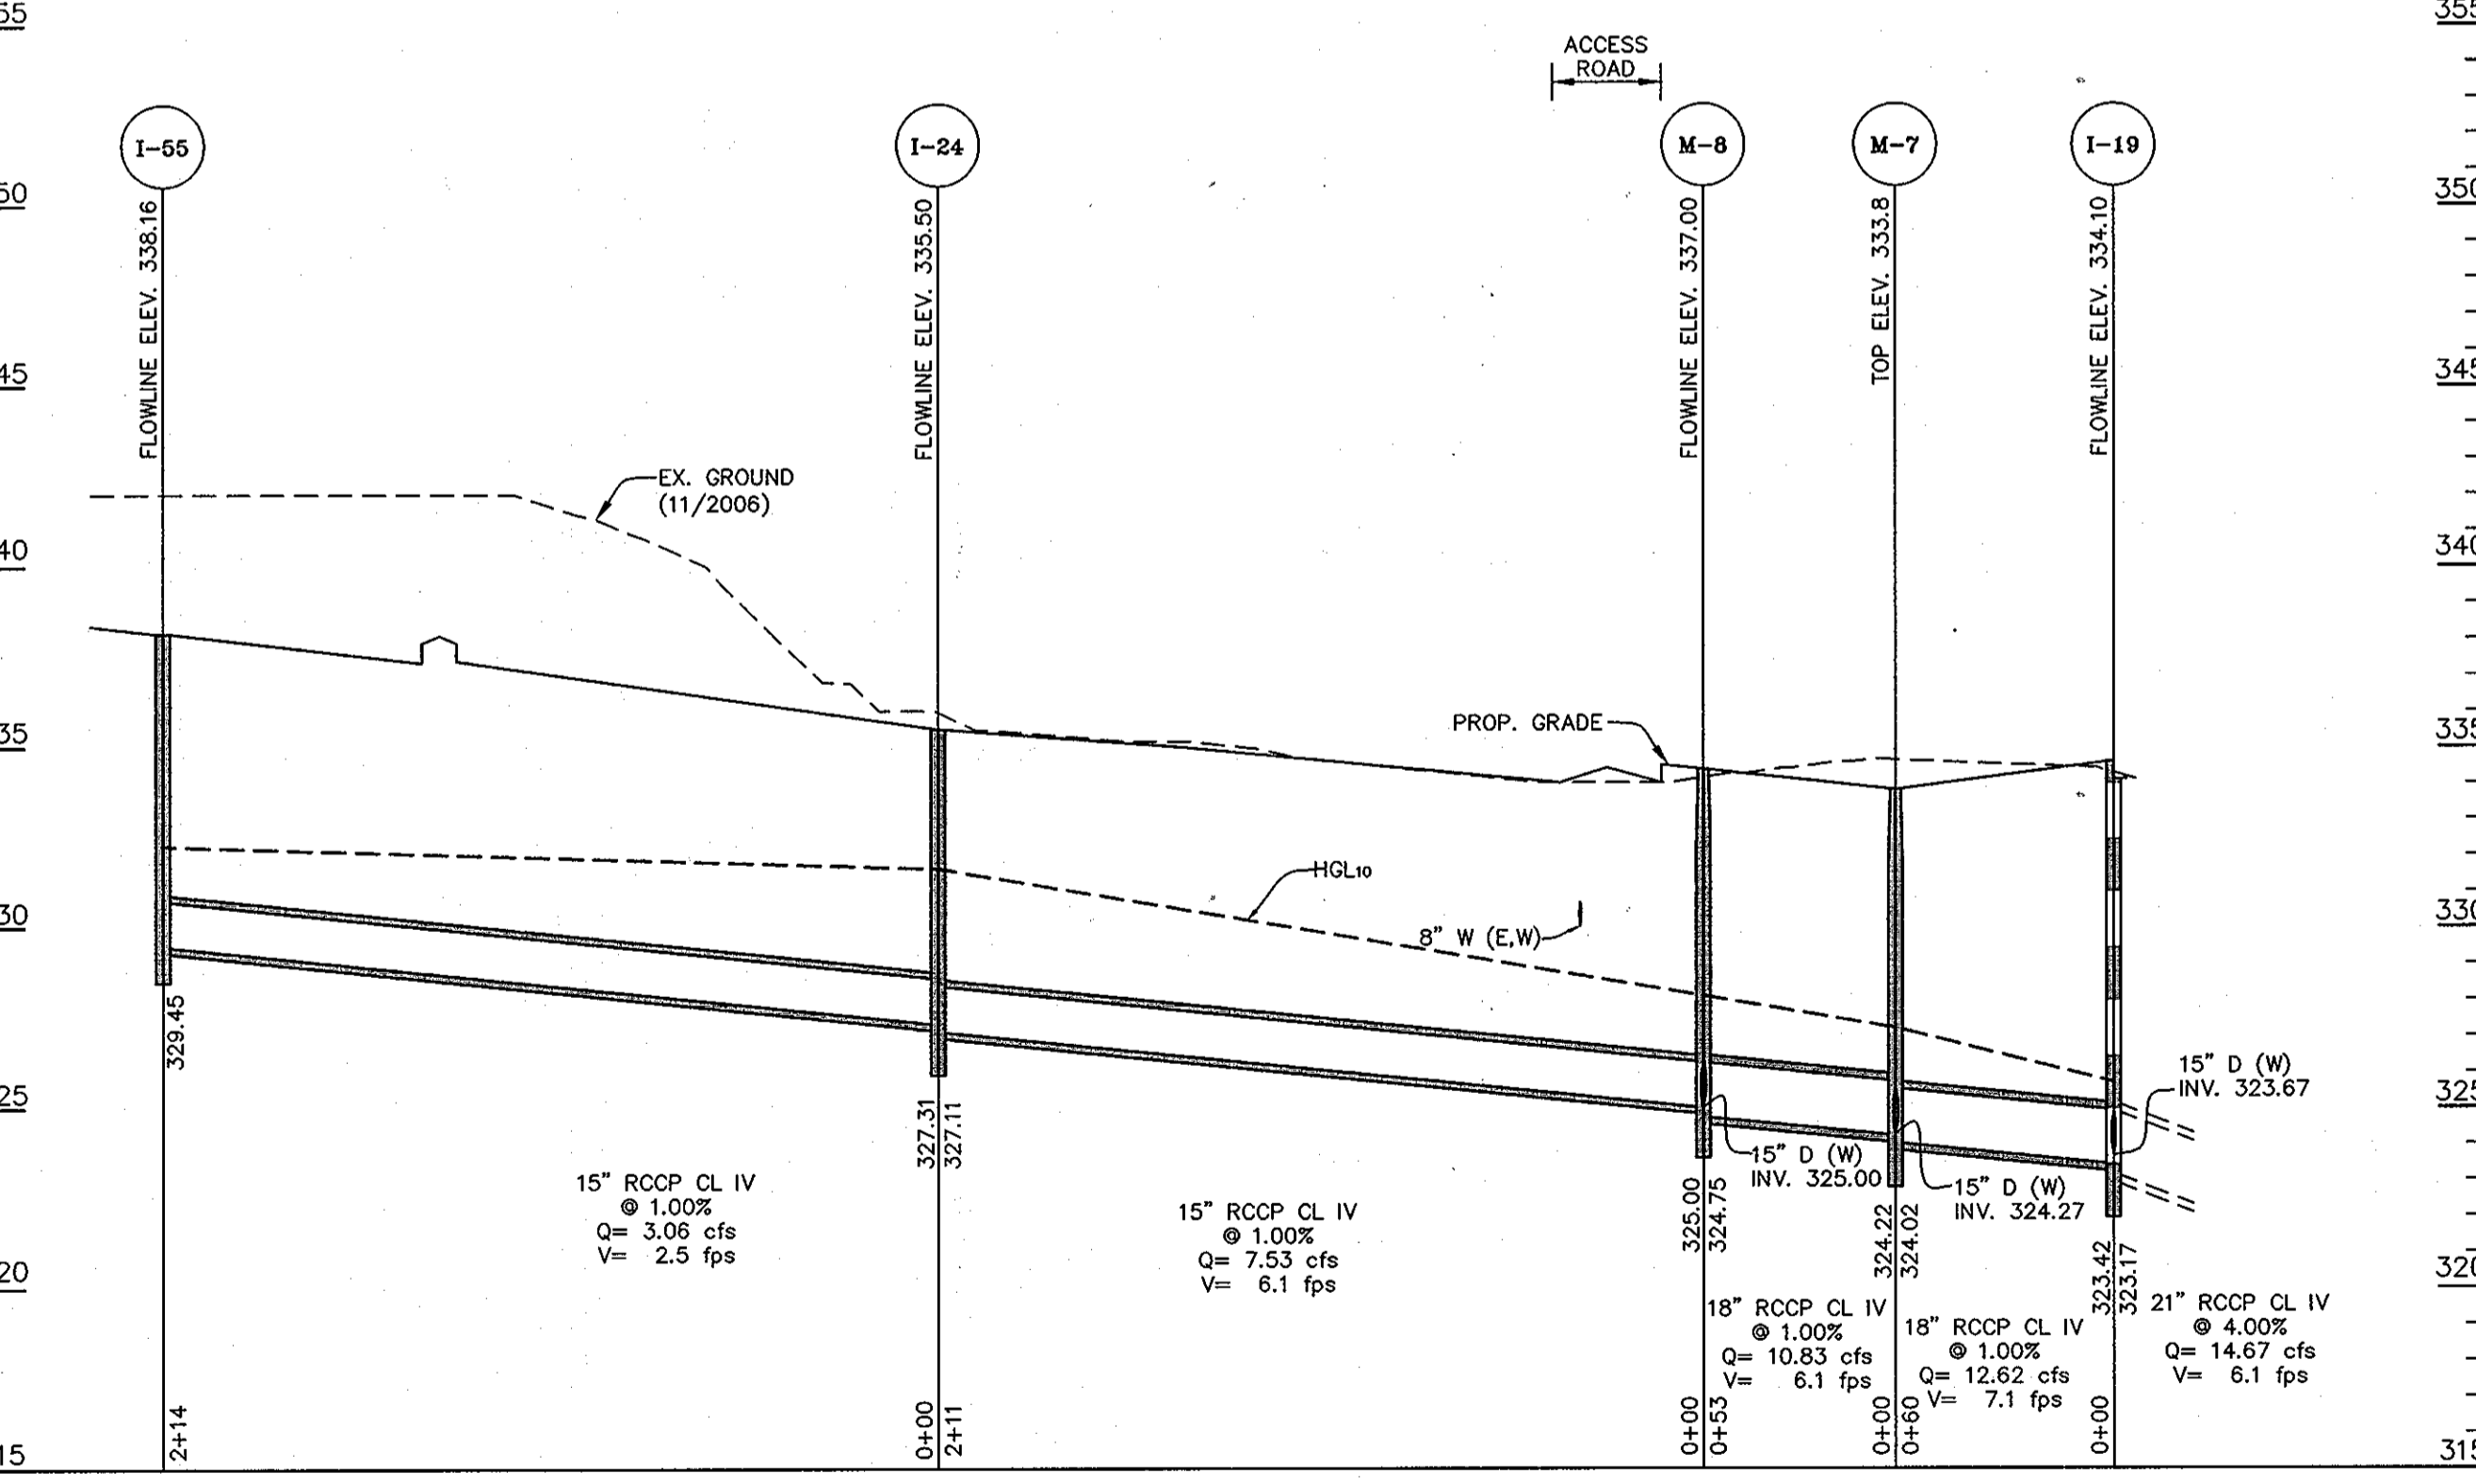 55
355
ACCESS
ROAD
I-55
I-24
M-8
M-7
I-19
50
350
FLOWLINE ELEV. 338.16
FLOWLINE ELEV. 335.50
FLOWLINE ELEV. 337.00
TOP ELEV. 333.8
FLOWLINE ELEV. 334.10
45
345
EX. GROUND
(11/2006)
40
340
35
335
PROP. GRADE
HGL10
30
330
8" W (E,W)
329.45
25
325
15" D (W)
INV. 323.67
327.31
327.11
15" D (W)
INV. 325.00
325.00
324.75
15" D (W)
INV. 324.27
324.22
324.02
323.42
323.17
15" RCCP CL IV
@ 1.00%
Q= 3.06 cfs
V= 2.5 fps
15" RCCP CL IV
@ 1.00%
Q= 7.53 cfs
V= 6.1 fps
20
320
18" RCCP CL IV
@ 1.00%
Q= 10.83 cfs
V= 6.1 fps
18" RCCP CL IV
@ 1.00%
Q= 12.62 cfs
V= 7.1 fps
21" RCCP CL IV
@ 4.00%
Q= 14.67 cfs
V= 6.1 fps
2+14
0+00
2+11
0+00
0+53
0+00
0+60
0+00
15
315